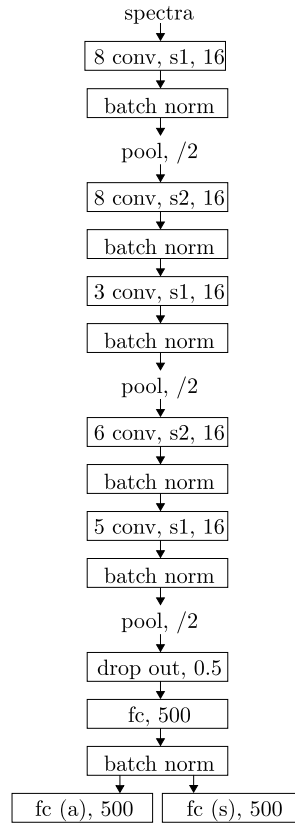 spectra
8 conv, s1, 16
batch norm
pool, /2
8 conv, s2, 16
batch norm
3 conv, s1, 16
batch norm
pool, /2
6 conv, s2, 16
batch norm
5 conv, s1, 16
batch norm
pool, /2
drop out, 0.5
fc, 500
batch norm
fc (a), 500
fc (s), 500